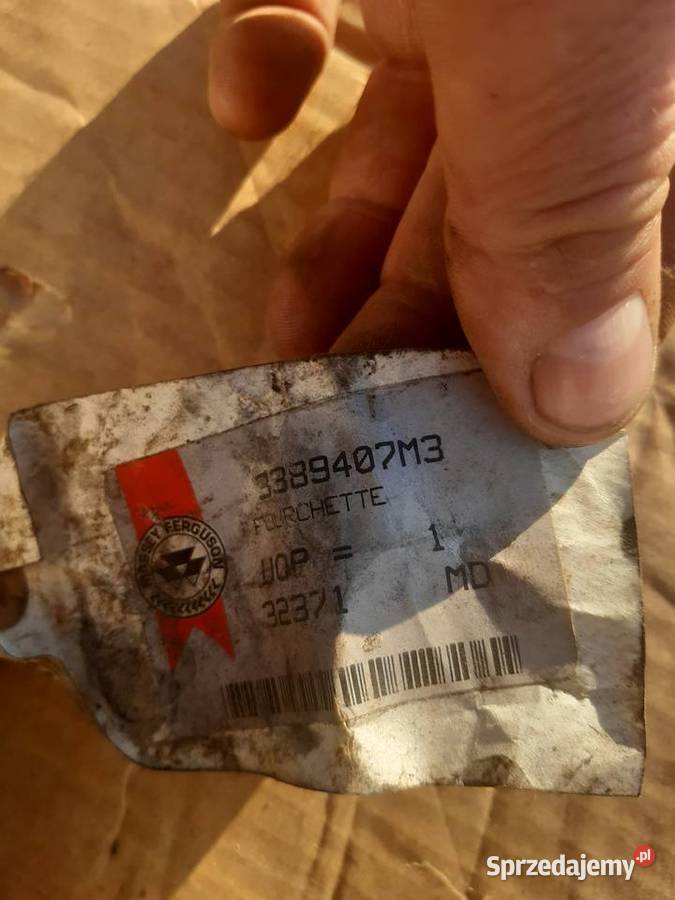 3389407M3
FOURCHETTE
UOP = 1
32371 MD
MASSEY FERGUSON
Sprzedajemy.pl